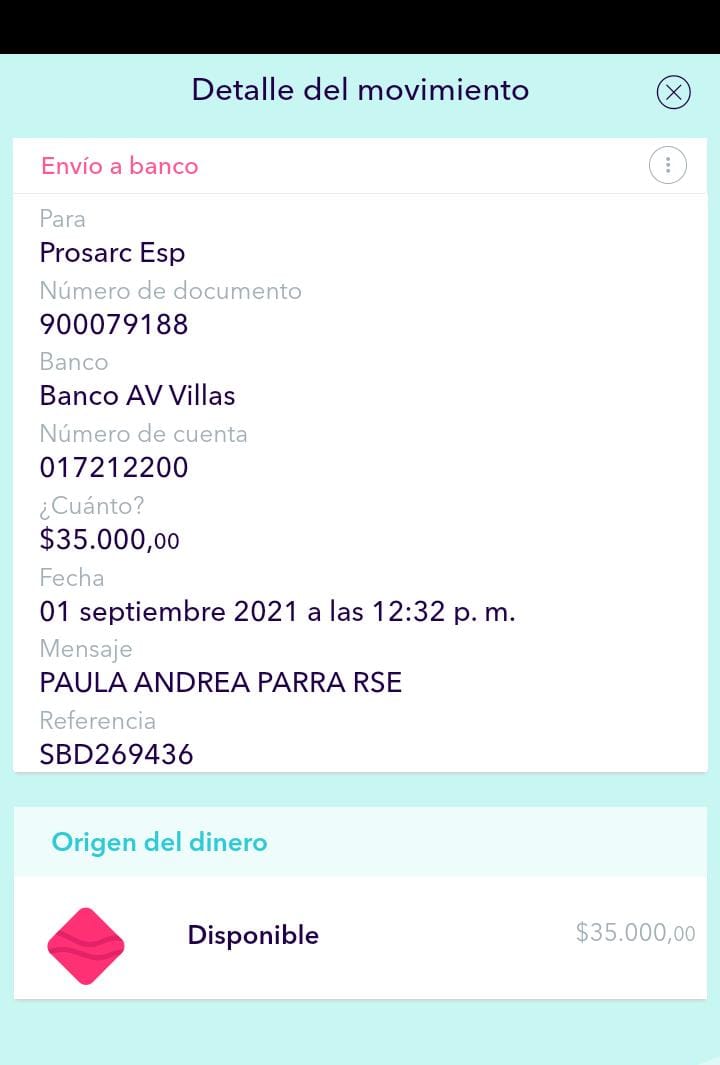 Detalle del movimiento
Envío a banco
Para
Prosarc Esp
Número de documento
900079188
Banco
Banco AV Villas
Número de cuenta
017212200
¿Cuánto?
$35.000,00
Fecha
01 septiembre 2021 a las 12:32 p. m.
Mensaje
PAULA ANDREA PARRA RSE
Referencia
SBD269436
Origen del dinero
Disponible $35.000,00